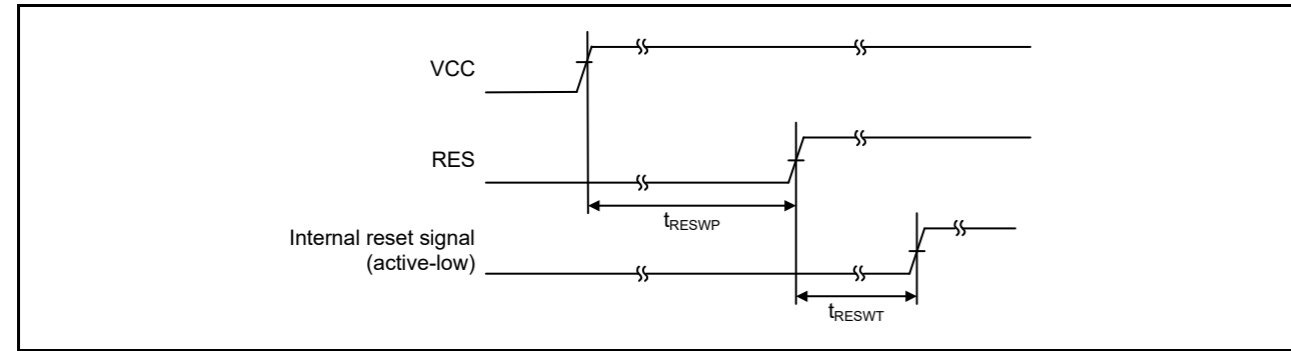 VCC
RES
tRESWP
Internal reset signal
(active-low)
tRESWT